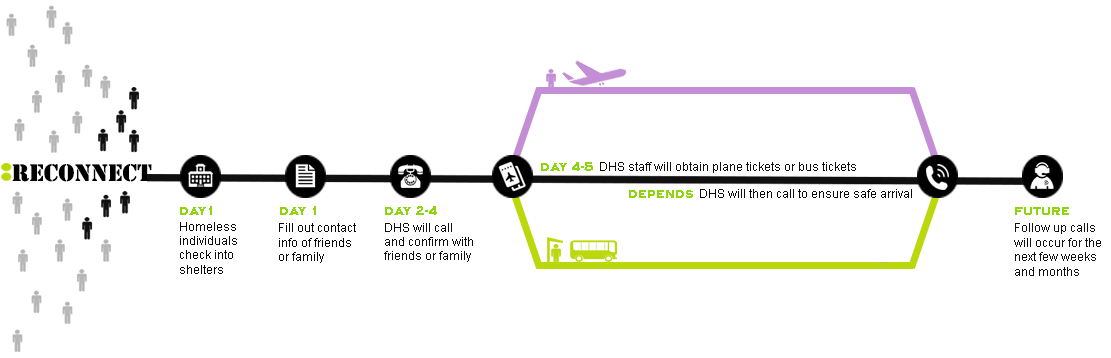 :RECONNECT
DAY 1
Homeless
individuals
check into
shelters
DAY 1
Fill out contact
info of friends
or family
DAY 2-4
DHS will call
and confirm with
friends or family
DAY 4-5 DHS staff will obtain plane tickets or bus tickets
DEPENDS DHS will then call to ensure safe arrival
FUTURE
Follow up calls
will occur for the
next few weeks
and months